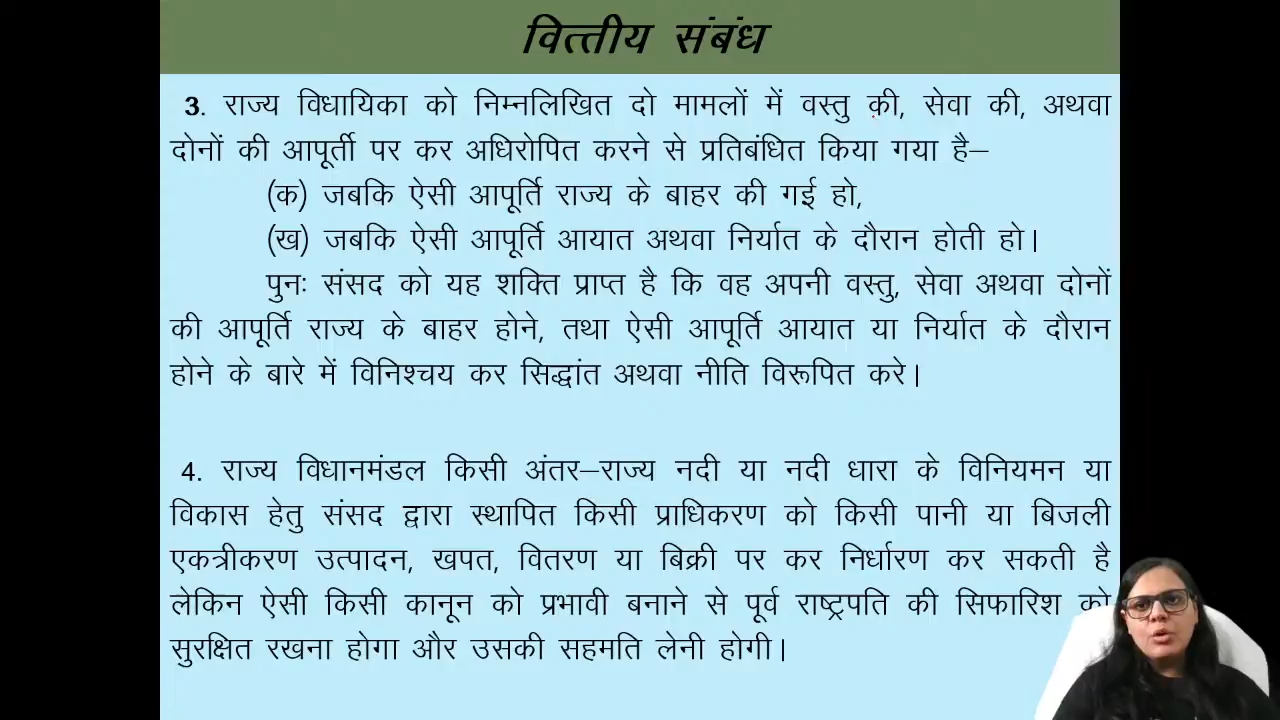 वित्तीय संबंध
3. राज्य विधायिका को निम्नलिखित दो मामलों में वस्तु की, सेवा की, अथवा
दोनों की आपूर्ती पर कर अधिरोपित करने से प्रतिबंधित किया गया है–
(क) जबकि ऐसी आपूर्ति राज्य के बाहर की गई हो,
(ख) जबकि ऐसी आपूर्ति आयात अथवा निर्यात के दौरान होती हो।
पुनः संसद को यह शक्ति प्राप्त है कि वह अपनी वस्तु, सेवा अथवा दोनों
की आपूर्ति राज्य के बाहर होने, तथा ऐसी आपूर्ति आयात या निर्यात के दौरान
होने के बारे में विनिश्चय कर सिद्धांत अथवा नीति विरूपित करे।
4. राज्य विधानमंडल किसी अंतर–राज्य नदी या नदी धारा के विनियमन या
विकास हेतु संसद द्वारा स्थापित किसी प्राधिकरण को किसी पानी या बिजली
एकत्रीकरण उत्पादन, खपत, वितरण या बिक्री पर कर निर्धारण कर सकती है
लेकिन ऐसी किसी कानून को प्रभावी बनाने से पूर्व राष्ट्रपति की सिफारिश को
सुरक्षित रखना होगा और उसकी सहमति लेनी होगी।